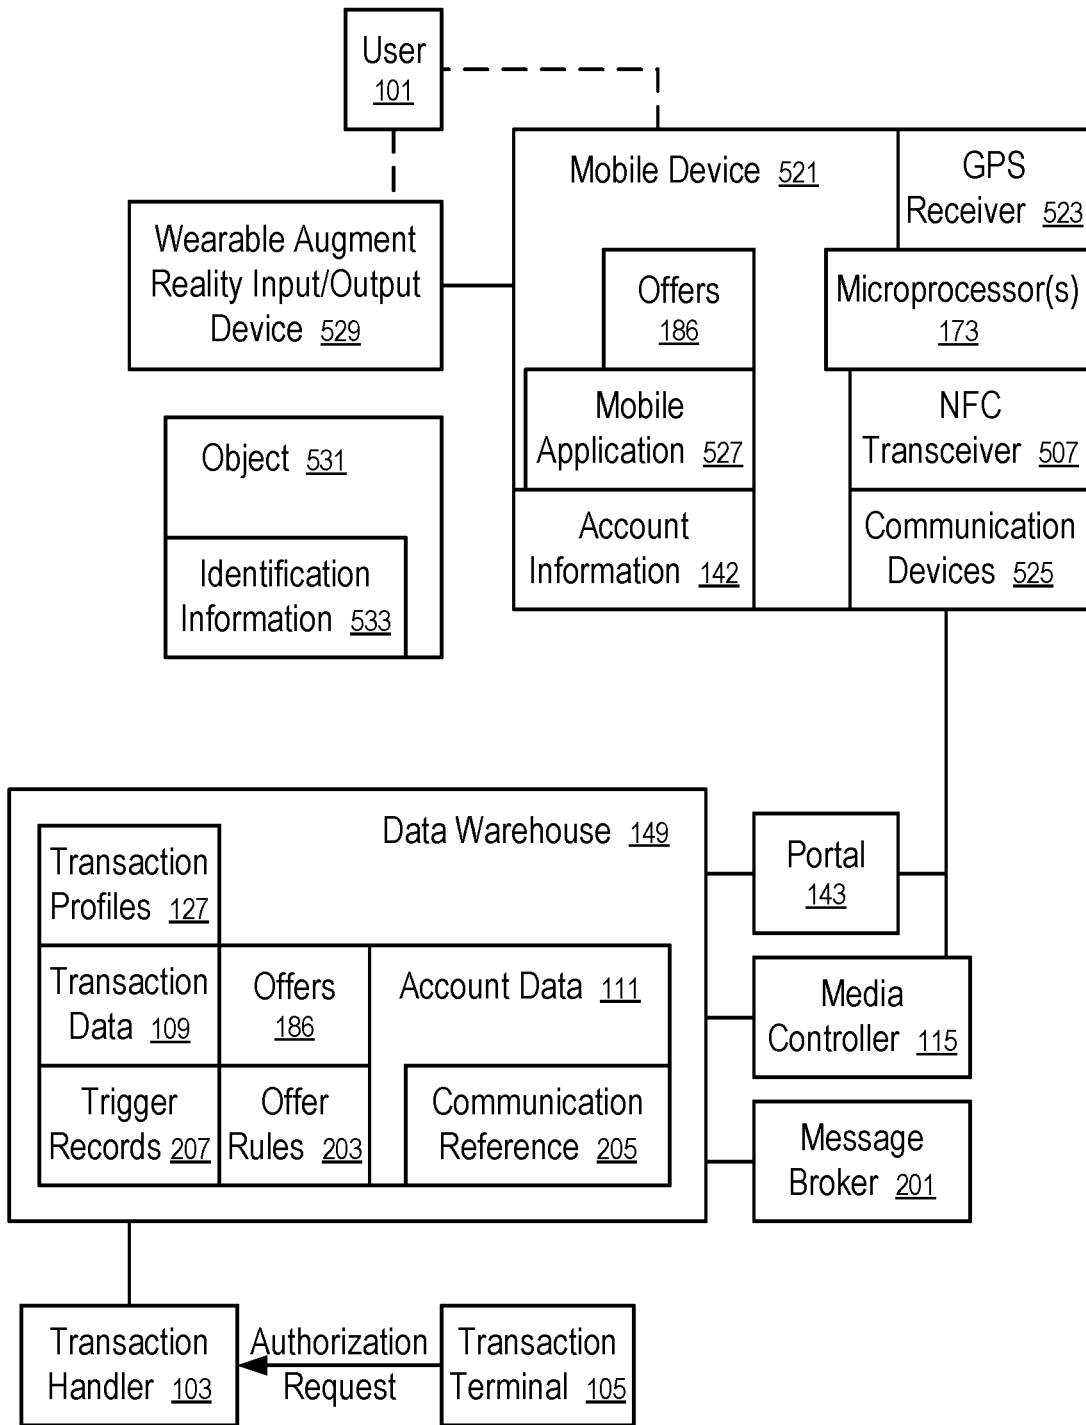 User
101
Mobile Device 521
GPS
Receiver 523
Wearable Augment
Reality Input/Output
Device 529
Offers
186
Microprocessor(s)
173
Mobile
Application 527
NFC
Transceiver 507
Object 531
Account
Information 142
Communication
Devices 525
Identification
Information 533
Data Warehouse 149
Portal
143
Transaction
Profiles 127
Transaction
Data 109
Offers
186
Account Data 111
Media
Controller 115
Trigger
Records 207
Offer
Rules 203
Communication
Reference 205
Message
Broker 201
Transaction
Handler 103
Authorization
Request
Transaction
Terminal 105